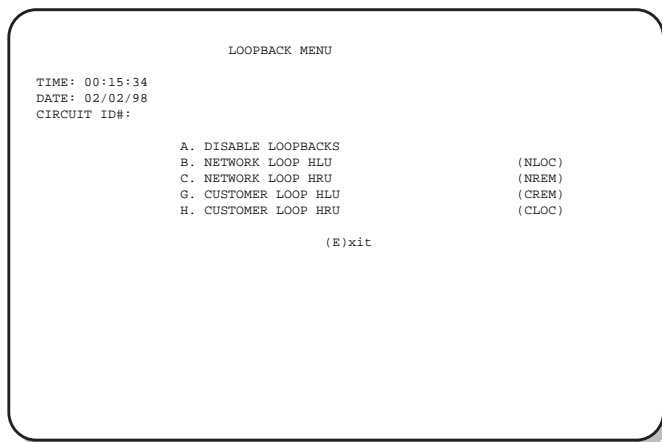 LOOPBACK MENU
TIME: 00:15:34
DATE: 02/02/98
CIRCUIT ID#:
A. DISABLE LOOPBACKS
B. NETWORK LOOP HLU (NLOC)
C. NETWORK LOOP HRU (NREM)
G. CUSTOMER LOOP HLU (CREM)
H. CUSTOMER LOOP HRU (CLOC)
(E)xit